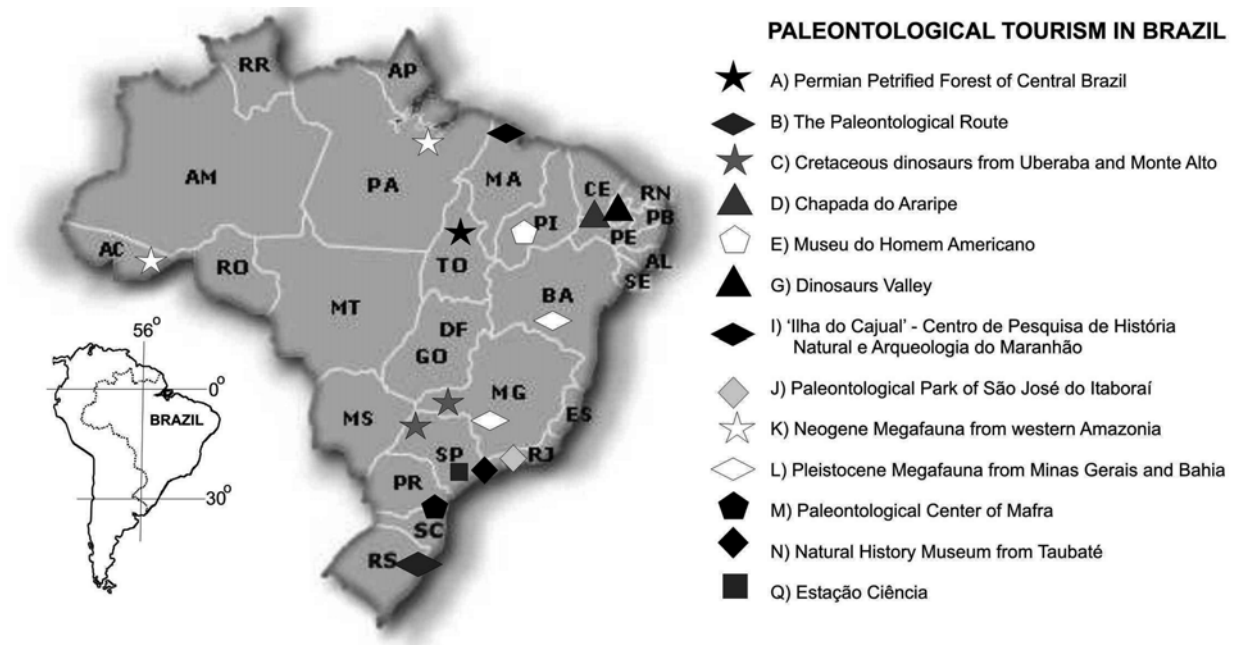 PALEONTOLOGICAL TOURISM IN BRAZIL
A) Permian Petrified Forest of Central Brazil
B) The Paleontological Route
C) Cretaceous dinosaurs from Uberaba and Monte Alto
D) Chapada do Araripe
E) Museu do Homem Americano
G) Dinosaurs Valley
I) ‘Ilha do Cajual’ - Centro de Pesquisa de História
Natural e Arqueologia do Maranhão
J) Paleontological Park of São José do Itaboraí
K) Neogene Megafauna from western Amazonia
L) Pleistocene Megafauna from Minas Gerais and Bahia
M) Paleontological Center of Mafra
N) Natural History Museum from Taubaté
Q) Estação Ciência
RR
AP
AM
PA
MA
CE
RN
PB
PI
PE
AC
AL
TO
SE
RO
BA
MT
DF
GO
MG
ES
MS
SP
RJ
PR
SC
RS
56º
0º
BRAZIL
30º